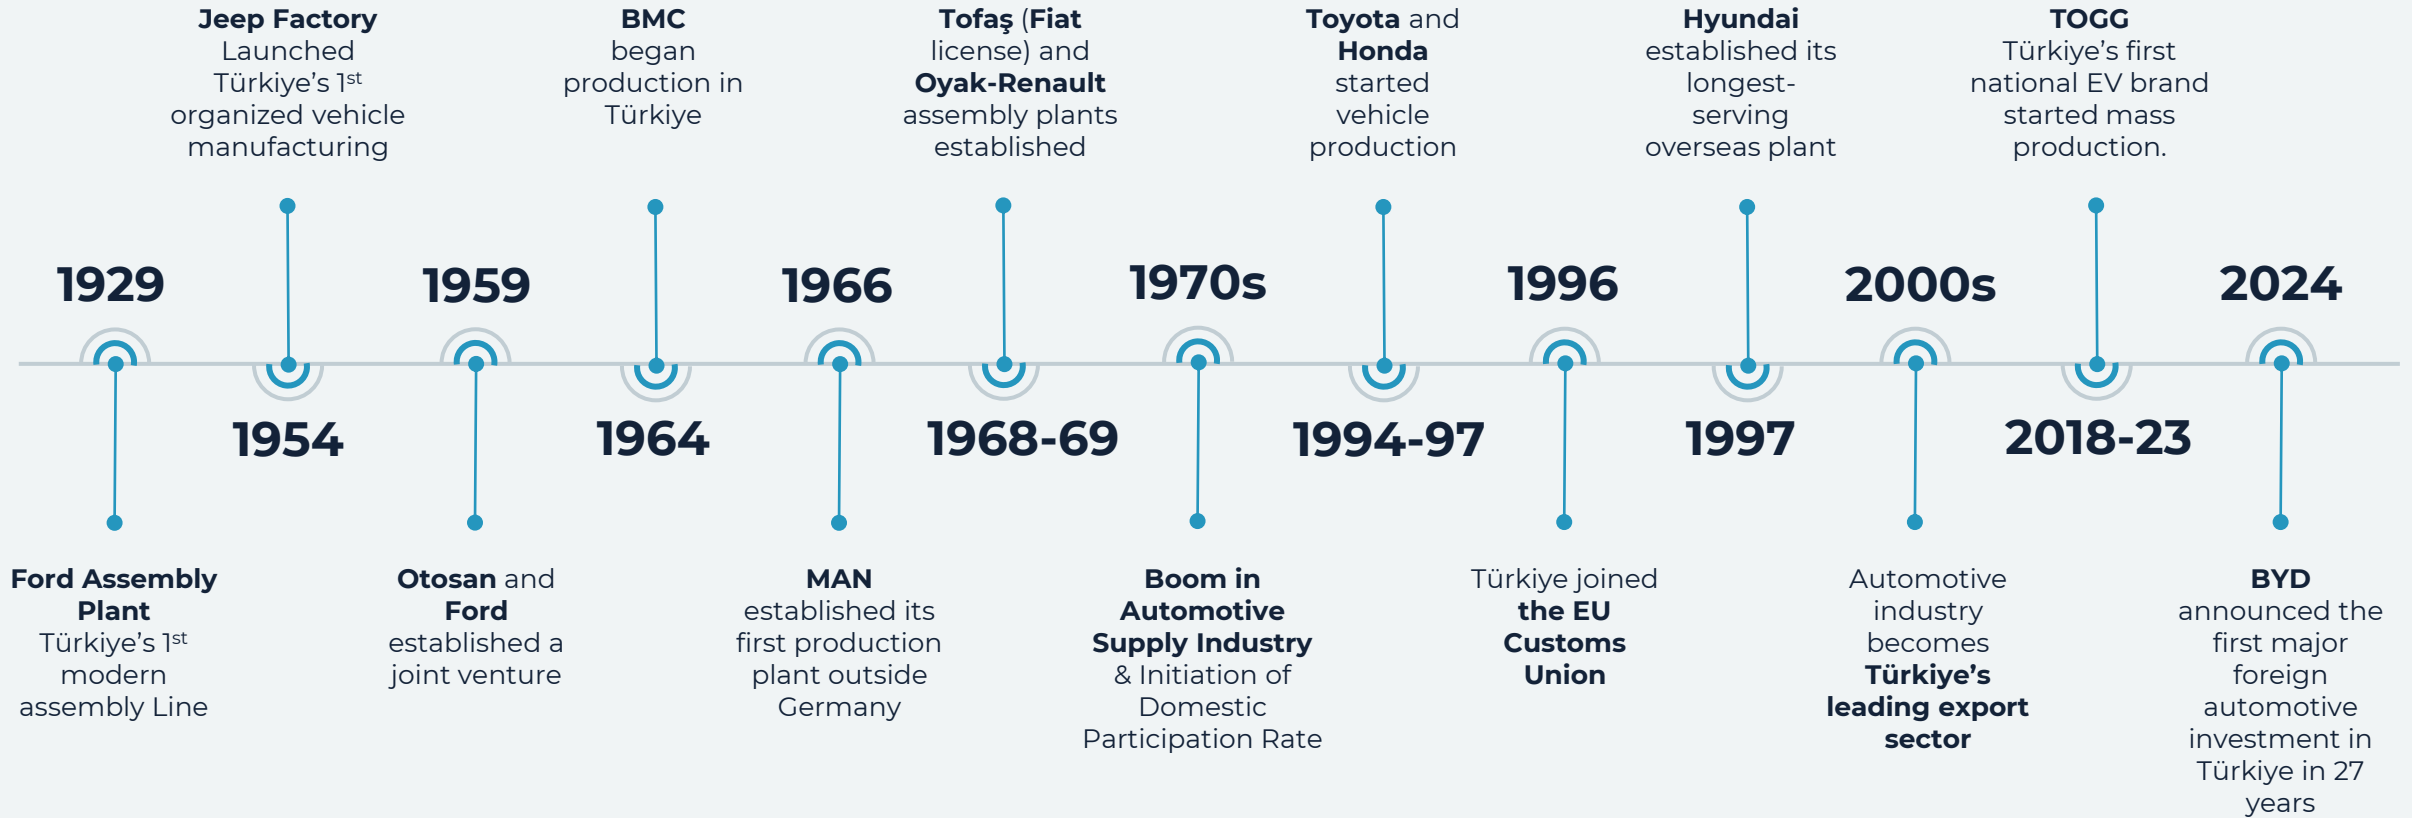 Jeep Factory
Launched
Türkiye’s 1st
organized vehicle
manufacturing
BMC
began
production in
Türkiye
Tofaş (Fiat
license) and
Oyak-Renault
assembly plants
established
Toyota and
Honda
started
vehicle
production
Hyundai
established its
longest-
serving
overseas plant
TOGG
Türkiye’s first
national EV brand
started mass
production.
1929
1959
1966
1970s
1996
2000s
2024
1954
1964
1968-69
1994-97
1997
2018-23
Ford Assembly
Plant
Türkiye’s 1st
modern
assembly Line
Otosan and
Ford
established a
joint venture
MAN
established its
first production
plant outside
Germany
Boom in
Automotive
Supply Industry
& Initiation of
Domestic
Participation Rate
Türkiye joined
the EU
Customs
Union
Automotive
industry
becomes
Türkiye’s
leading export
sector
BYD
announced the
first major
foreign
automotive
investment in
Türkiye in 27
years